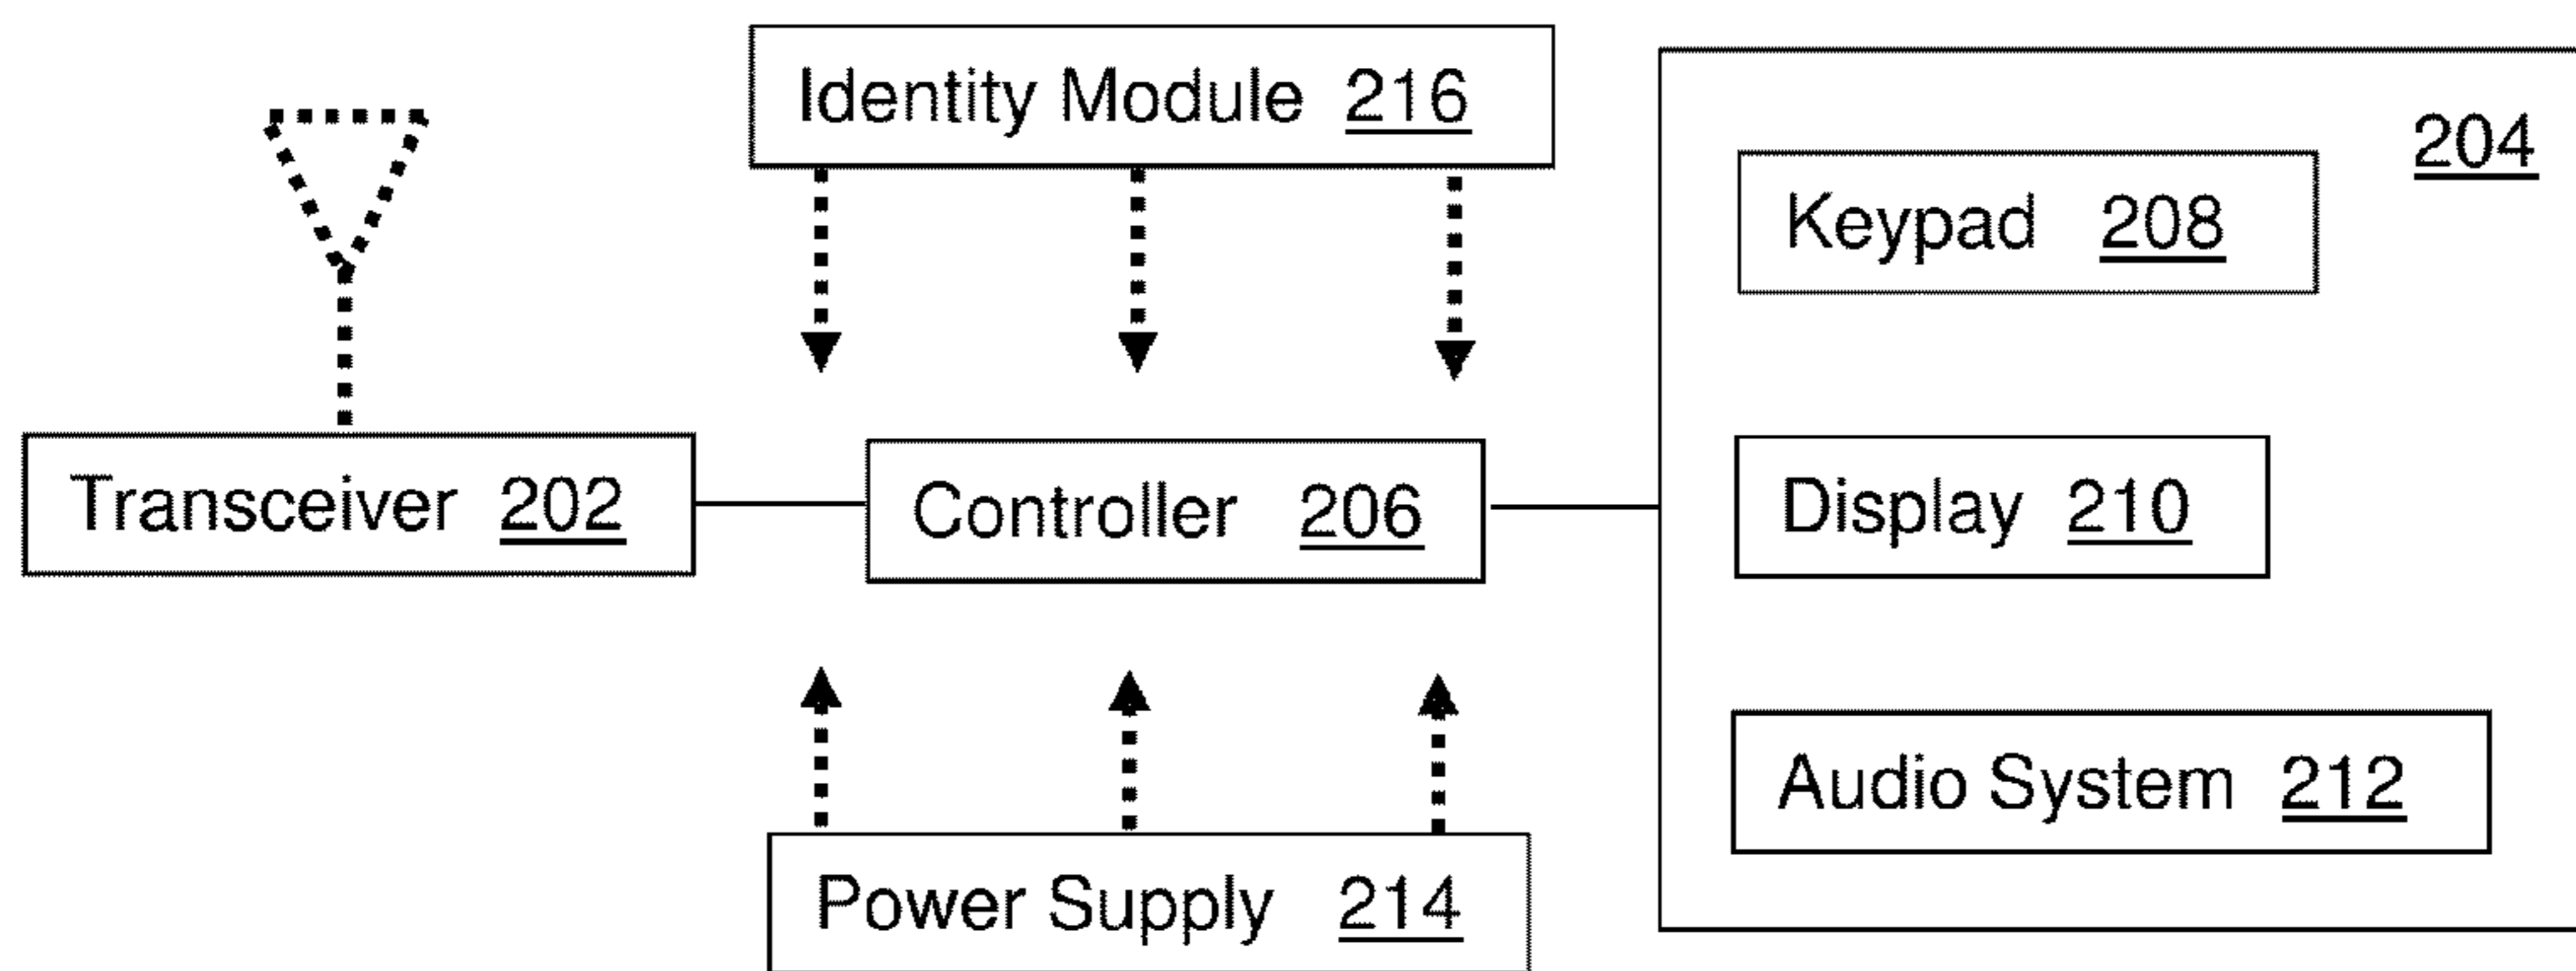 Identity Module 216
204
Keypad 208
Transceiver 202
Controller 206
Display 210
Audio System 212
Power Supply 214